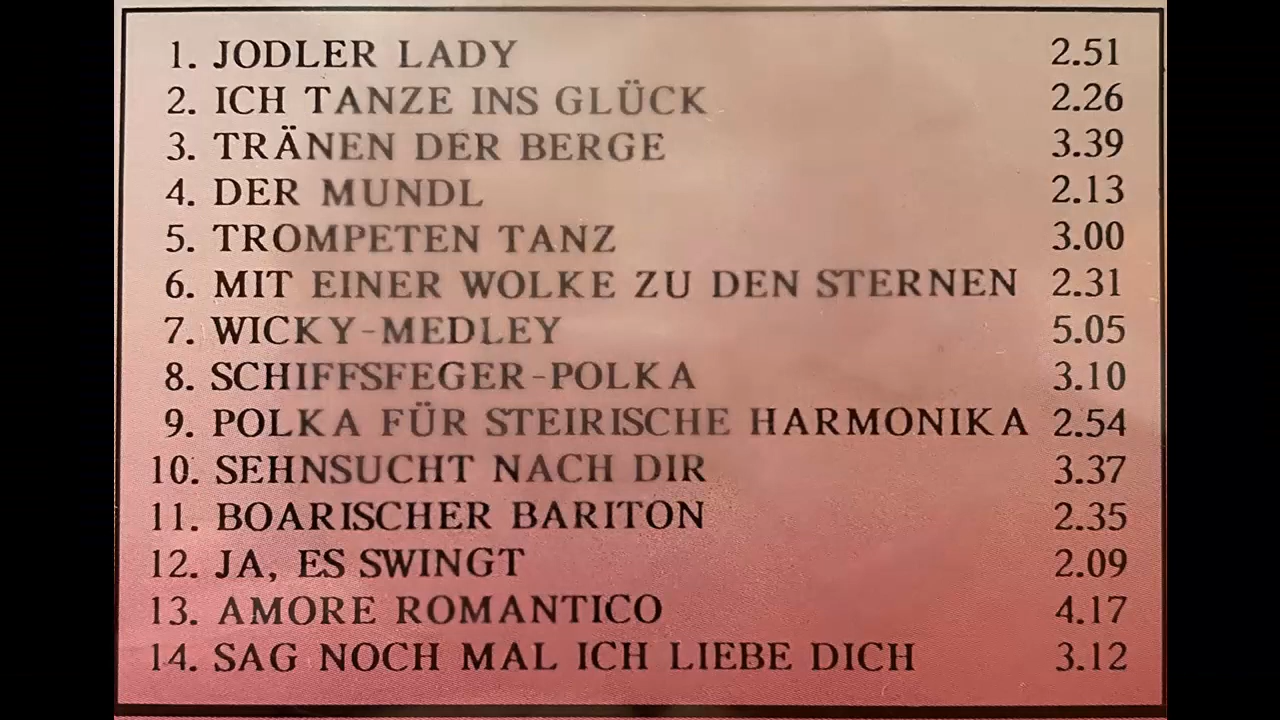 1. JODLER LADY 2.51
2. ICH TANZE INS GLÜCK 2.26
3. TRÄNEN DER BERGE 3.39
4. DER MUNDL 2.13
5. TROMPETEN TANZ 3.00
6. MIT EINER WOLKE ZU DEN STERNEN 2.31
7. WICKY-MEDLEY 5.05
8. SCHIFFSFEGER-POLKA 3.10
9. POLKA FÜR STEIRISCHE HARMONIKA 2.54
10. SEHNSUCHT NACH DIR 3.37
11. BOARISCHER BARITON 2.35
12. JA, ES SWINGT 2.09
13. AMORE ROMANTICO 4.17
14. SAG NOCH MAL ICH LIEBE DICH 3.12